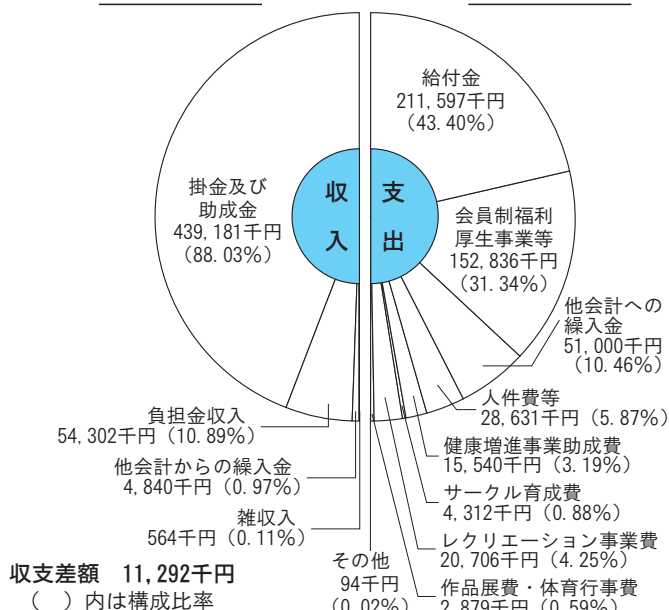 給付金
211,597千円
(43.40%)
掛金及び
助成金
439,181千円
(88.03%)
収
入
支
出
会員制福利
厚生事業等
152,836千円
(31.34%)
他会計への
繰入金
51,000千円
(10.46%)
人件費等
28,631千円 (5.87%)
負担金収入
54,302千円 (10.89%)
健康増進事業助成費
15,540千円 (3.19%)
他会計からの繰入金
4,840千円 (0.97%)
サークル育成費
4,312千円 (0.88%)
雑収入
564千円 (0.11%)
レクリエーション事業費
20,706千円 (4.25%)
その他
94千円
(0.02%)
作品展費・体育行事費
2,879千円 (0.59%)
収支差額 11,292千円
( )内は構成比率